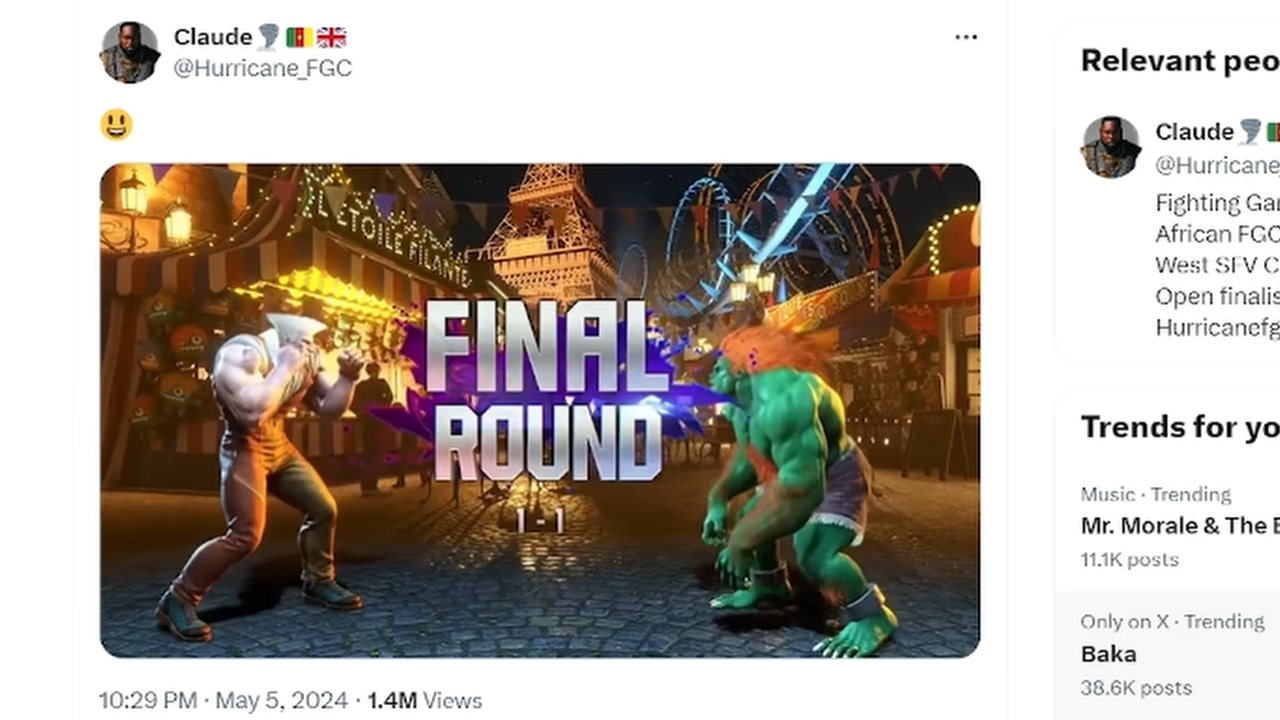 Claude
@Hurricane_FGC
L'ETOILE FILANTE
FINAL
ROUND
1 - 1
10:29 PM · May 5, 2024 · 1.4M Views
Relevant peo
Claude
@Hurricane_
Fighting Gar
African FGC
West SFV C
Open finalis
Hurricanefg
Trends for yo
Music · Trending
Mr. Morale & The B
11.1K posts
Only on X · Trending
Baka
38.6K posts